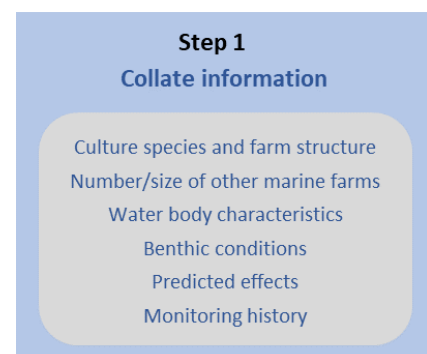 Step 1
Collate information
Culture species and farm structure
Number/size of other marine farms
Water body characteristics
Benthic conditions
Predicted effects
Monitoring history